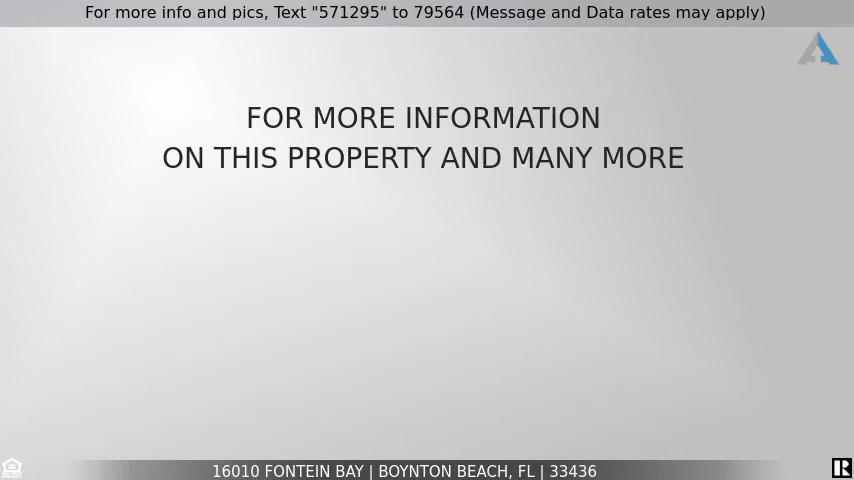 For more info and pics, Text "571295" to 79564 (Message and Data rates may apply)
FOR MORE INFORMATION
ON THIS PROPERTY AND MANY MORE
16010 FONTEIN BAY | BOYNTON BEACH, FL | 33436